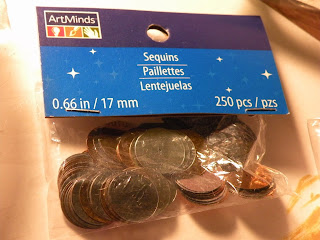 ArtMinds
Sequins
Paillettes
Lentejuelas
0.66 in / 17 mm
250 pcs / pzs